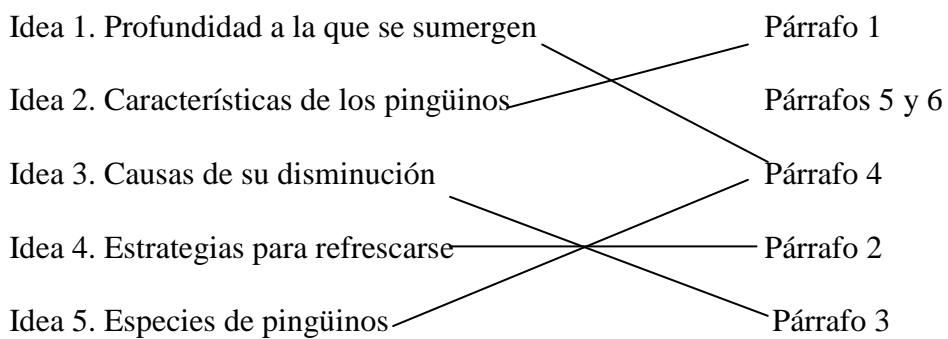 Idea 1. Profundidad a la que se sumergen Párrafo 1
Idea 2. Características de los pingüinos Párrafos 5 y 6
Idea 3. Causas de su disminución Párrafo 4
Idea 4. Estrategias para refrescarse Párrafo 2
Idea 5. Especies de pingüinos Párrafo 3